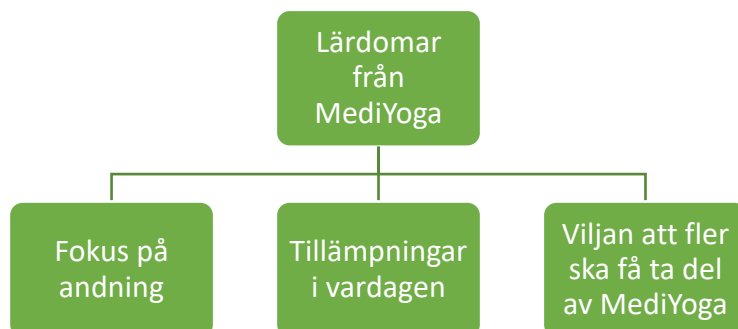 Lärdomar
från
MediYoga
Fokus på
andning
Tillämpningar
i vardagen
Viljan att fler
ska få ta del
av MediYoga